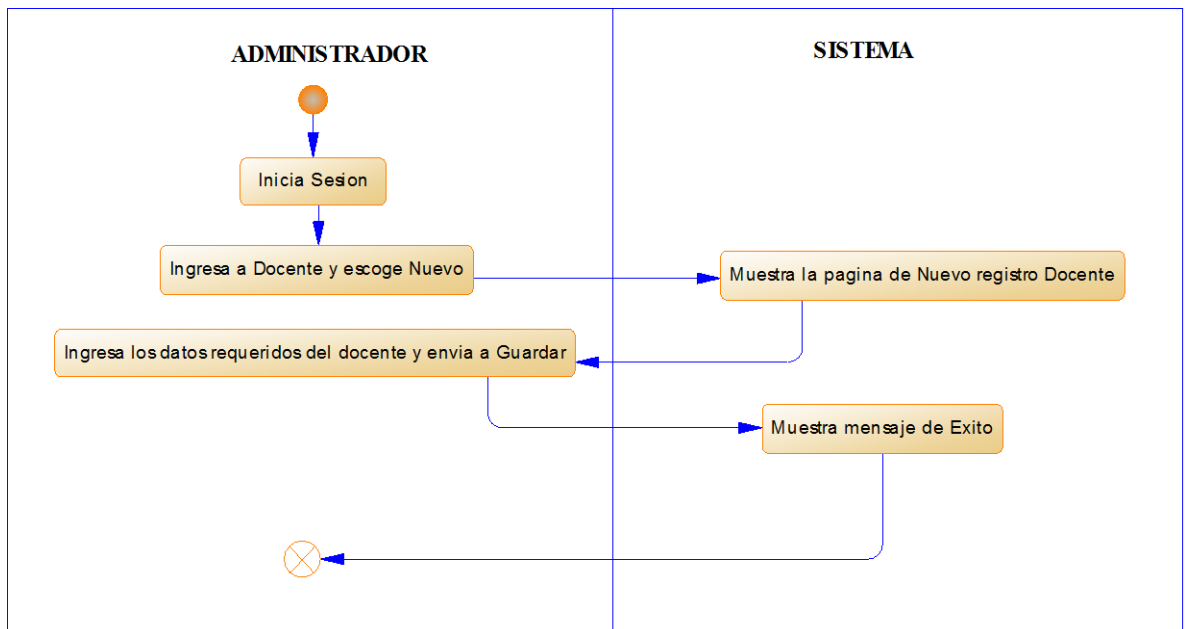 ADMINISTRADOR
SISTEMA
Inicia Sesion
Ingresa a Docente y escoge Nuevo
Muestra la pagina de Nuevo registro Docente
Ingresa los datos requeridos del docente y envia a Guardar
Muestra mensaje de Exito